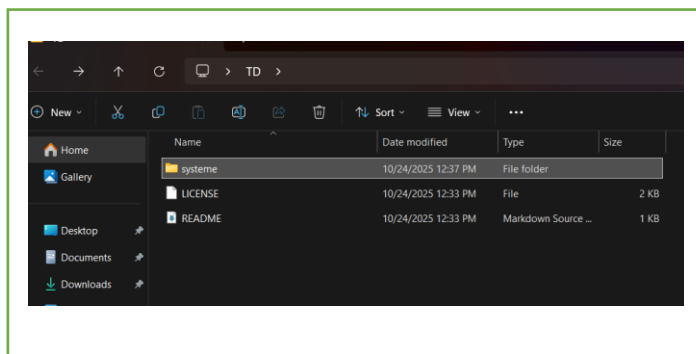 TD
New
Sort
View
Name
Date modified
Type
Size
Home
Gallery
systeme
10/24/2025 12:37 PM
File folder
LICENSE
10/24/2025 12:33 PM
File
2 KB
README
10/24/2025 12:33 PM
Markdown Source ...
1 KB
Desktop
Documents
Downloads